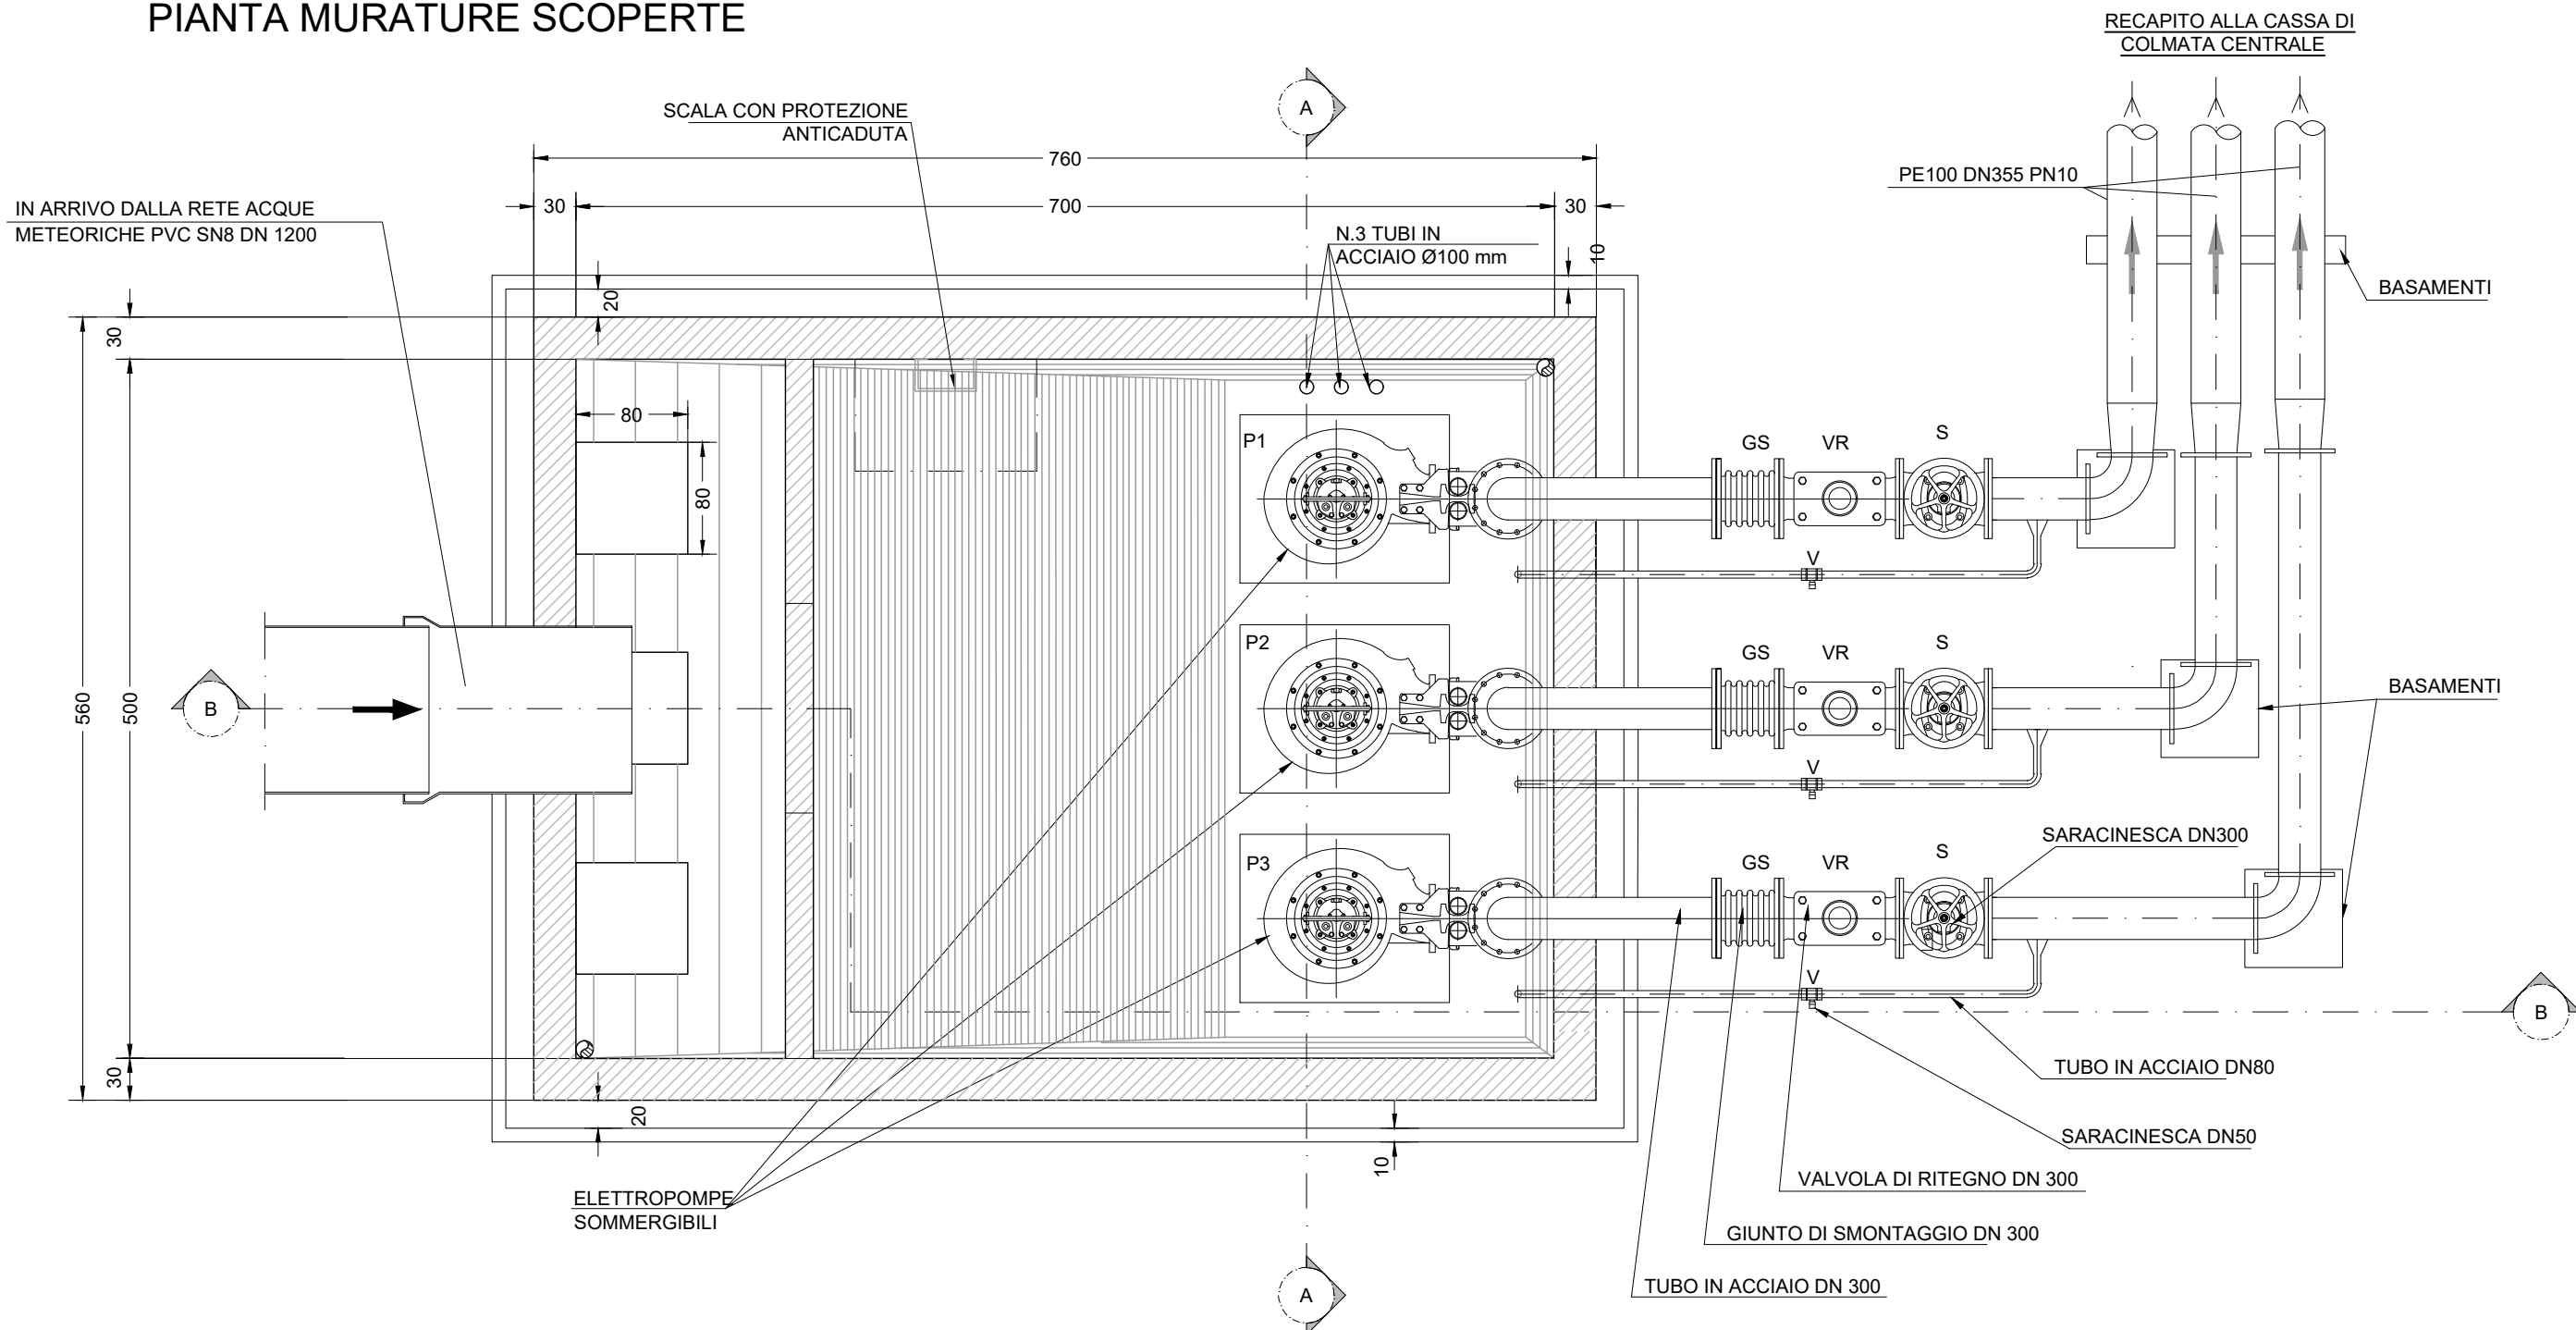 PIANTA MURATURE SCOPERTE
RECAPITO ALLA CASSA DI
COLMATA CENTRALE
A
SCALA CON PROTEZIONE
ANTICADUTA
760
PE100 DN355 PN10
IN ARRIVO DALLA RETE ACQUE
METEORICHE PVC SN8 DN 1200
30
700
30
N.3 TUBI IN
ACCIAIO Ø100 mm
10
BASAMENTI
20
30
80
80
P1
GS
VR
S
V
P2
GS
VR
S
V
BASAMENTI
B
560
500
P3
GS
VR
S
SARACINESCA DN300
V
B
30
20
TUBO IN ACCIAIO DN80
SARACINESCA DN50
10
VALVOLA DI RITEGNO DN 300
ELETTROPOMPE
SOMMERGIBILI
GIUNTO DI SMONTAGGIO DN 300
TUBO IN ACCIAIO DN 300
A